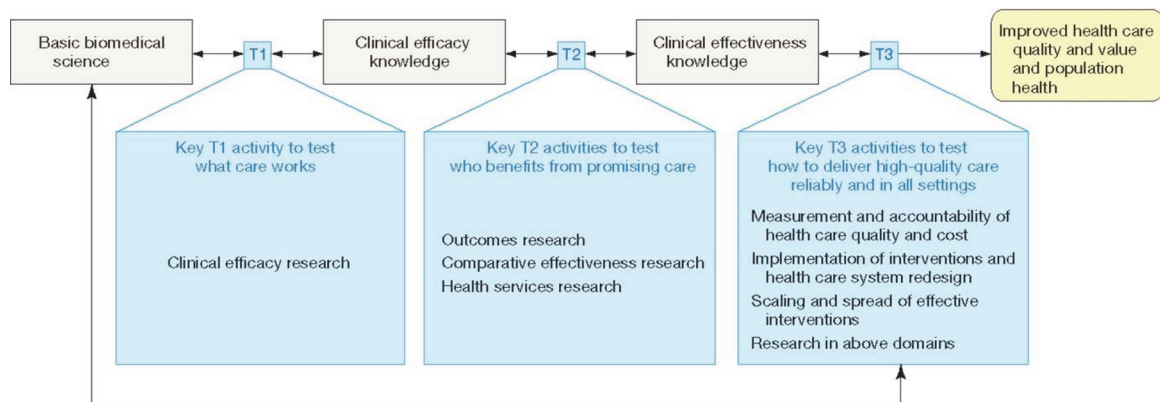 Basic biomedical
science
T1
Clinical efficacy
knowledge
T2
Clinical effectiveness
knowledge
T3
Improved health care
quality and value
and population
health
Key T1 activity to test
what care works
Clinical efficacy research
Key T2 activities to test
who benefits from promising care
Outcomes research
Comparative effectiveness research
Health services research
Key T3 activities to test
how to deliver high-quality care
reliably and in all settings
Measurement and accountability of
health care quality and cost
Implementation of interventions and
health care system redesign
Scaling and spread of effective
interventions
Research in above domains